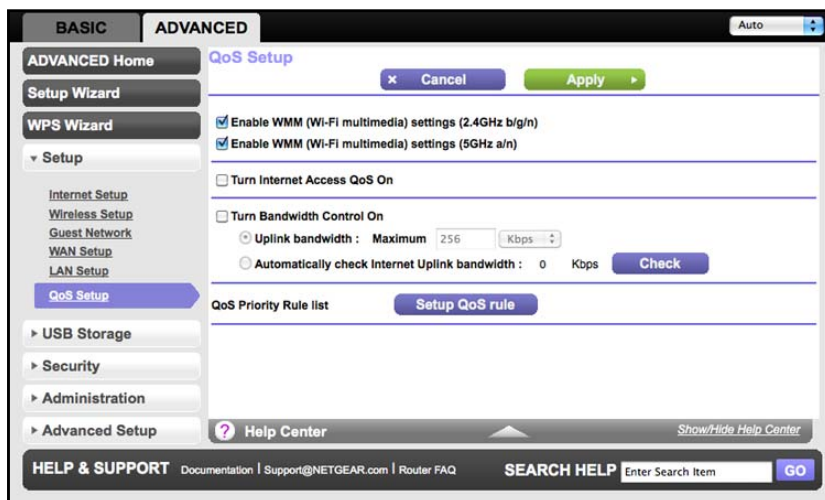 BASIC
ADVANCED
Auto
ADVANCED Home
Setup Wizard
WPS Wizard
Setup
Internet Setup
Wireless Setup
Guest Network
WAN Setup
LAN Setup
QoS Setup
USB Storage
Security
Administration
Advanced Setup
QoS Setup
Cancel
Apply
Enable WMM (Wi-Fi multimedia) settings (2.4GHz b/g/n)
Enable WMM (Wi-Fi multimedia) settings (5GHz a/n)
Turn Internet Access QoS On
Turn Bandwidth Control On
Uplink bandwidth : Maximum 256 Kbps
Automatically check Internet Uplink bandwidth : 0 Kbps Check
QoS Priority Rule list Setup QoS rule
? Help Center Show/Hide Help Center
HELP & SUPPORT Documentation | Support@NETGEAR.com | Router FAQ SEARCH HELP Enter Search Item GO